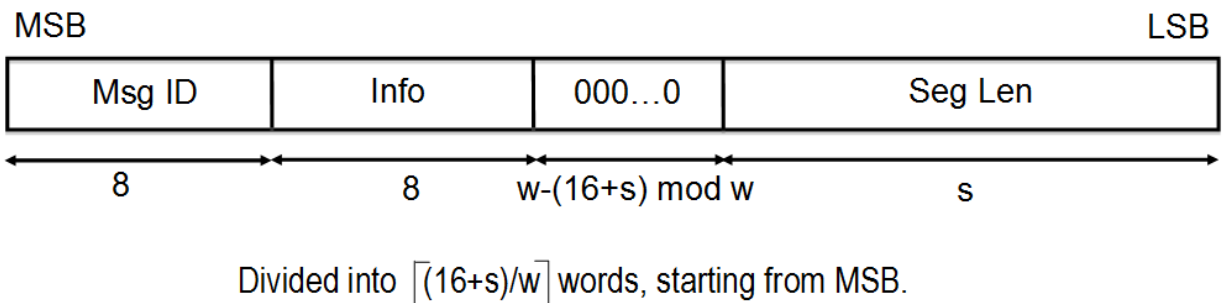 MSB LSB
Msg ID Info 000...0 Seg Len
8 8 w-(16+s) mod w s
Divided into ⌈(16+s)/w⌉ words, starting from MSB.